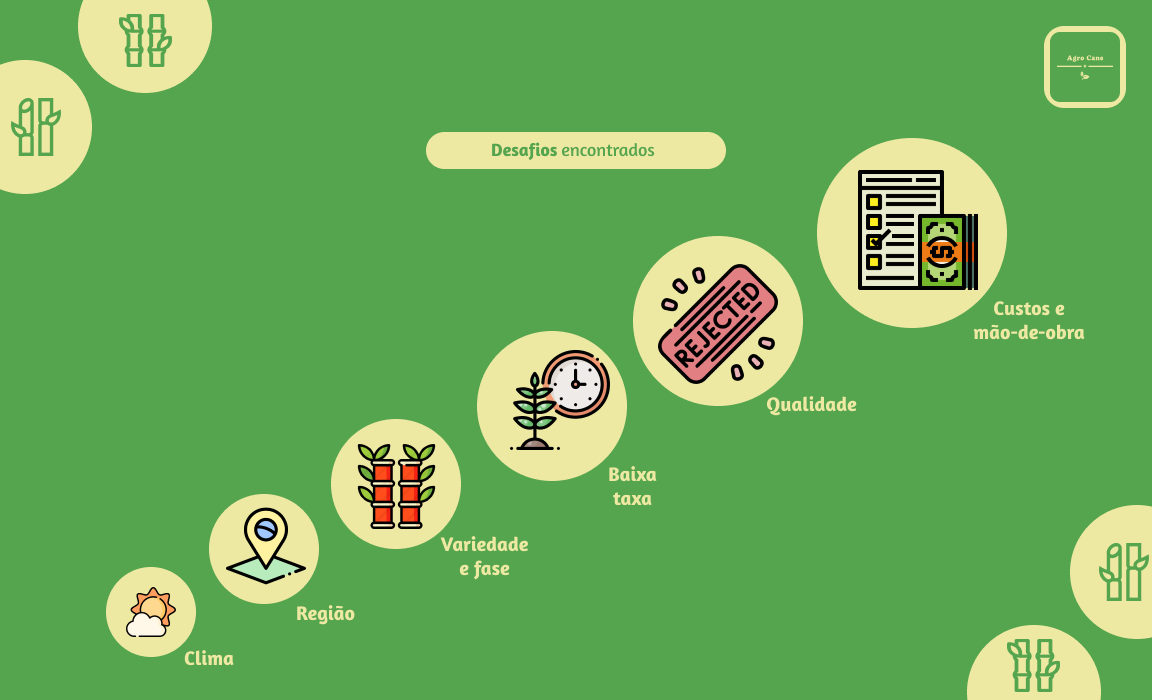 Agro Cane
Desafios encontrados
REJECTED
Custos e
mão-de-obra
Qualidade
Baixa
taxa
Variedade
e fase
Região
Clima